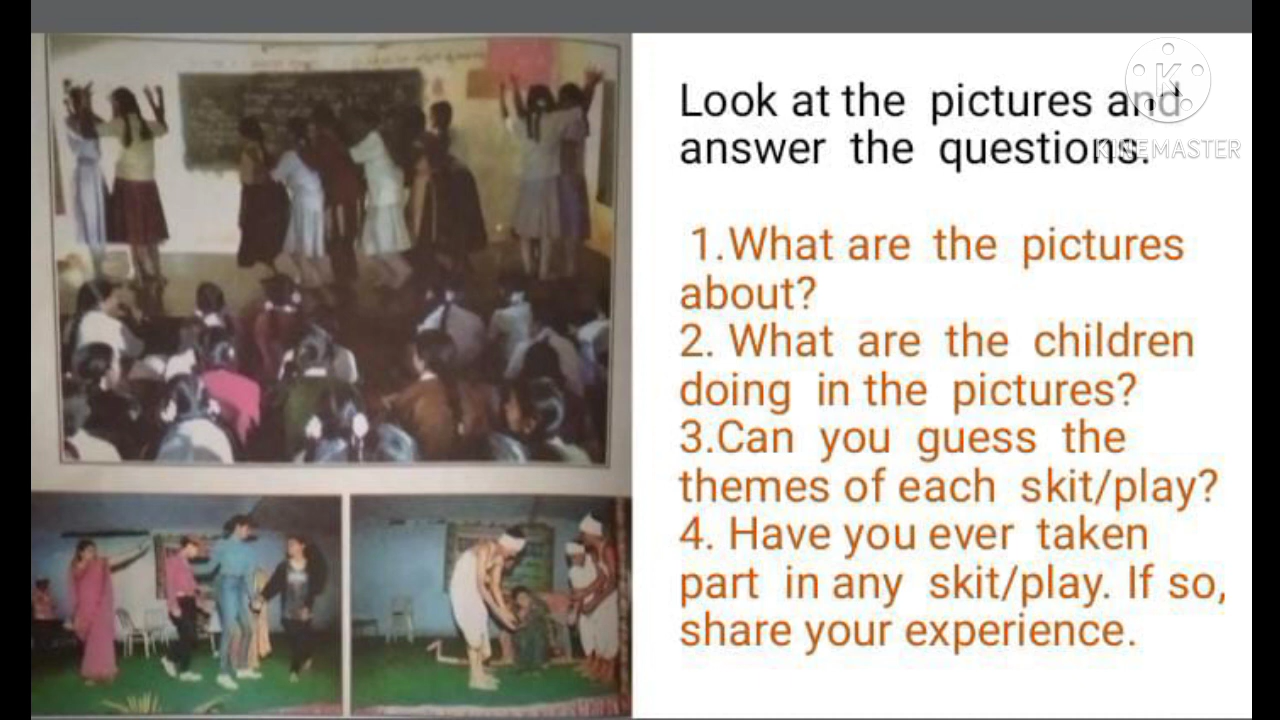 Look at the pictures and
answer the questions.
1.What are the pictures
about?
2. What are the children
doing in the pictures?
3.Can you guess the
themes of each skit/play?
4. Have you ever taken
part in any skit/play. If so,
share your experience.
K
KINEMASTER